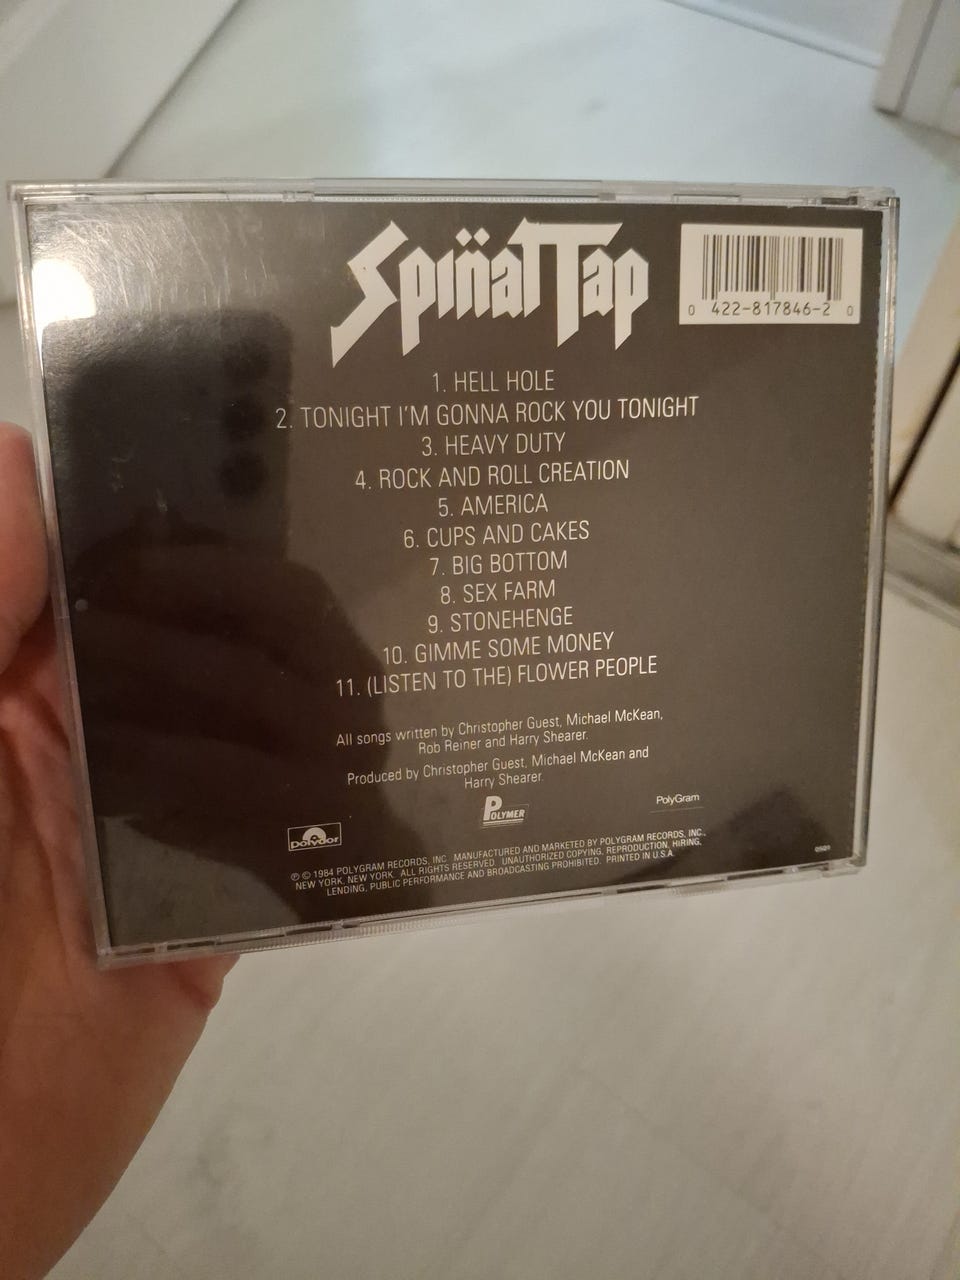 Spın̈al Tap
0 422-817846-2 0
1. HELL HOLE
2. TONIGHT I'M GONNA ROCK YOU TONIGHT
3. HEAVY DUTY
4. ROCK AND ROLL CREATION
5. AMERICA
6. CUPS AND CAKES
7. BIG BOTTOM
8. SEX FARM
9. STONEHENGE
10. GIMME SOME MONEY
11. (LISTEN TO THE) FLOWER PEOPLE
All songs written by Christopher Guest, Michael McKean,
Rob Reiner and Harry Shearer.
Produced by Christopher Guest, Michael McKean and
Harry Shearer.
polydor
POLYMER
PolyGram
℗ © 1984 POLYGRAM RECORDS, INC. MANUFACTURED AND MARKETED BY POLYGRAM RECORDS, INC.,
NEW YORK, NEW YORK. ALL RIGHTS RESERVED. UNAUTHORIZED COPYING, REPRODUCTION, HIRING,
LENDING, PUBLIC PERFORMANCE AND BROADCASTING PROHIBITED. PRINTED IN U.S.A.